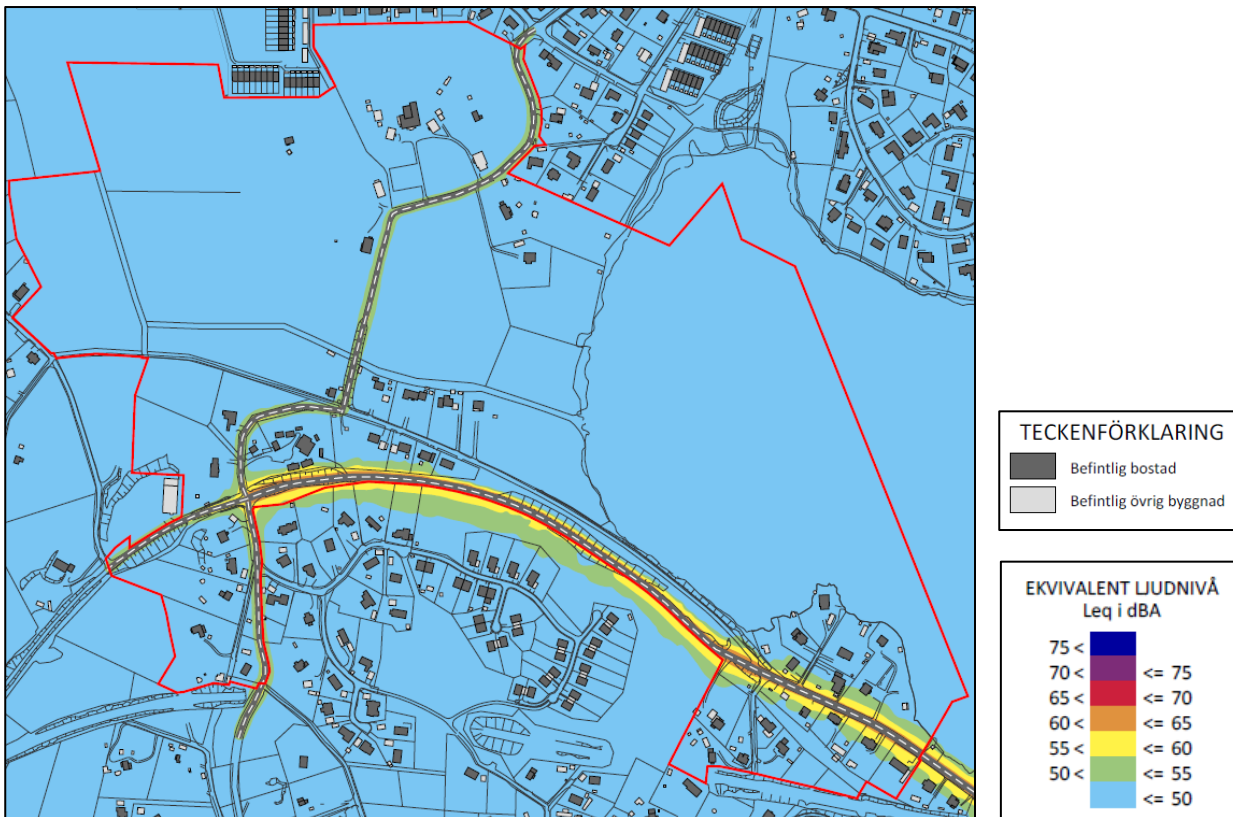 TECKENFÖRKLARING
Befintlig bostad
Befintlig övrig byggnad
EKVIVALENT LJUDNIVÅ
Leq i dBA
75 <
70 < <= 75
65 < <= 70
60 < <= 65
55 < <= 60
50 < <= 55
<= 50